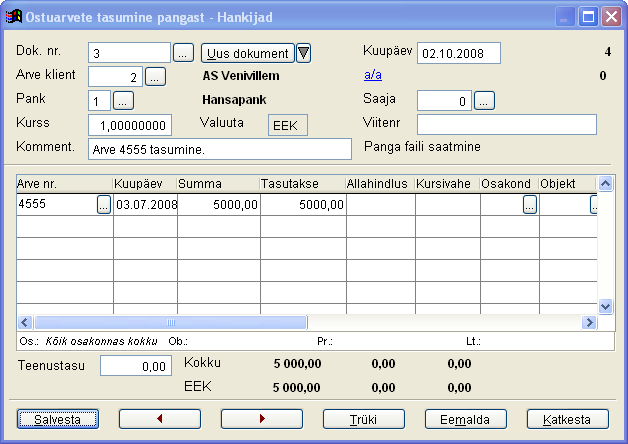 Ostuarvete tasumine pangast - Hankijad
Dok. nr. 3 ... Uus dokument Kuupäev 02.10.2008 4
Arve klient 2 ... AS Venivillem a/a 0
Pank 1 ... Hansapank Saaja 0 ...
Kurss 1,00000000 Valuuta EEK Viitenr
Komment. Arve 4555 tasumine. Panga faili saatmine
Arve nr. Kuupäev Summa Tasutakse Allahindlus Kursivahe Osakond Objekt
4555 ... 03.07.2008 5000,00 5000,00 ... ...
Os.: Kõik osakonnas kokku Ob.: Pr.: Lt.:
Teenustasu 0,00 Kokku 5 000,00 0,00 0,00
EEK 5 000,00 0,00 0,00
Salvesta Trüki Eemalda Katkesta